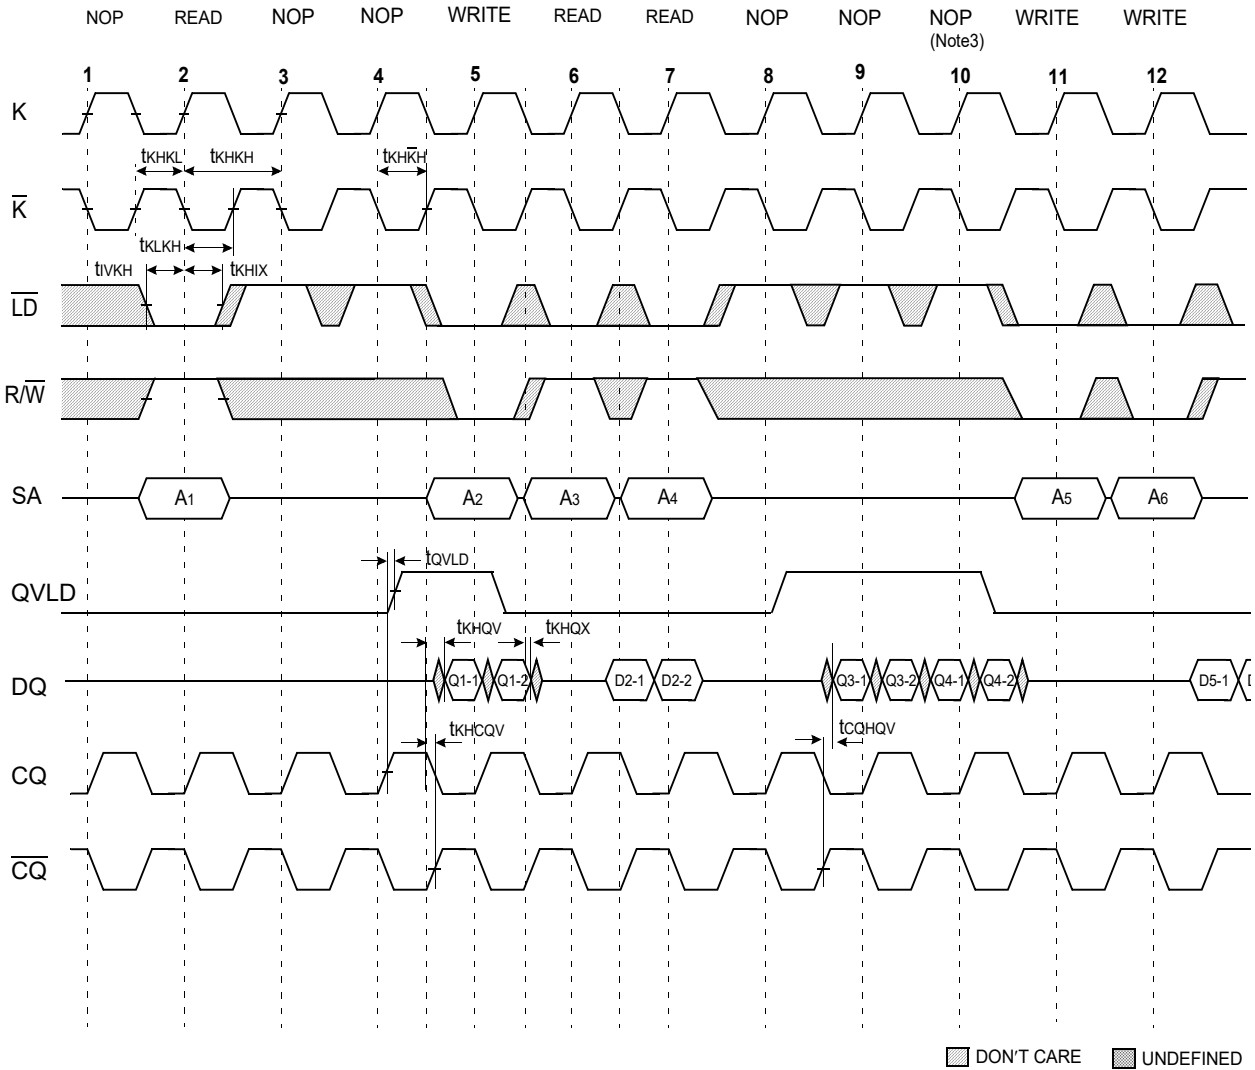 NOP READ NOP NOP WRITE READ READ NOP NOP NOP WRITE WRITE
(Note3)
1 2 3 4 5 6 7 8 9 10 11 12
K
tKHKL tKHKH tKHK̅H
K̅
tKLKH
tIVKH tKHIX
L̅D̅
R/W̅
SA A1 A2 A3 A4 A5 A6
tQVLD
QVLD
tKHQV tKHQX
DQ Q1-1 Q1-2 D2-1 D2-2 Q3-1 Q3-2 Q4-1 Q4-2 D5-1
tKHCQV tCQHQV
CQ
C̅Q̅
DON'T CARE UNDEFINED